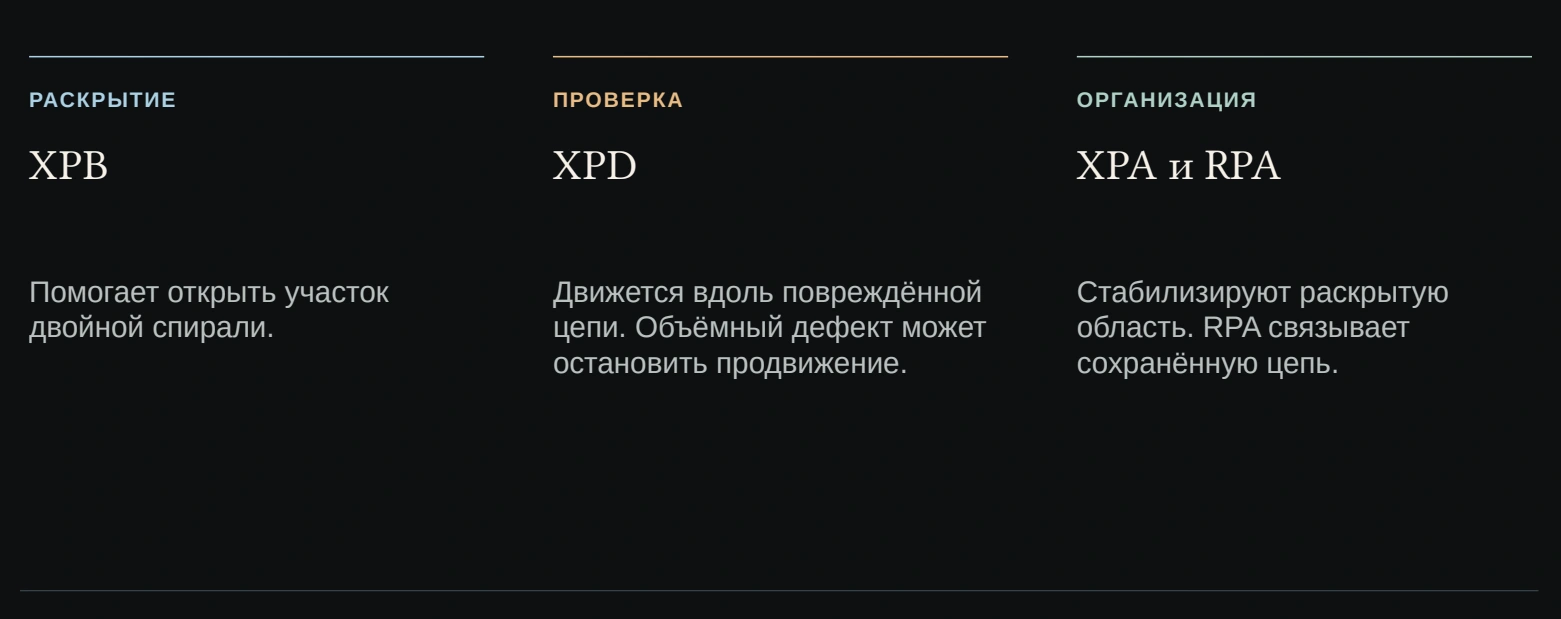 РАСКРЫТИЕ
XPB
Помогает открыть участок
двойной спирали.
ПРОВЕРКА
XPD
Движется вдоль повреждённой
цепи. Объёмный дефект может
остановить продвижение.
ОРГАНИЗАЦИЯ
XPA и RPA
Стабилизируют раскрытую
область. RPA связывает
сохранённую цепь.